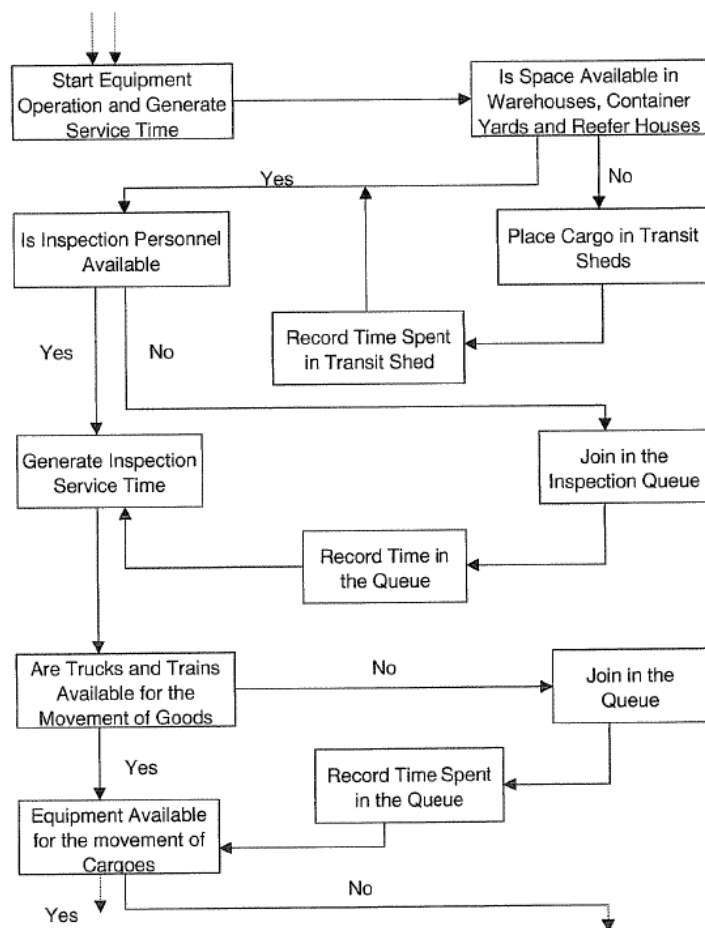 Start Equipment
Operation and Generate
Service Time
Is Space Available in
Warehouses, Container
Yards and Reefer Houses
Yes
No
Is Inspection Personnel
Available
Place Cargo in Transit
Sheds
Record Time Spent
in Transit Shed
Yes
No
Generate Inspection
Service Time
Join in the
Inspection Queue
Record Time in
the Queue
Are Trucks and Trains
Available for the
Movement of Goods
No
Join in the
Queue
Yes
Record Time Spent
in the Queue
Equipment Available
for the movement of
Cargoes
Yes
No